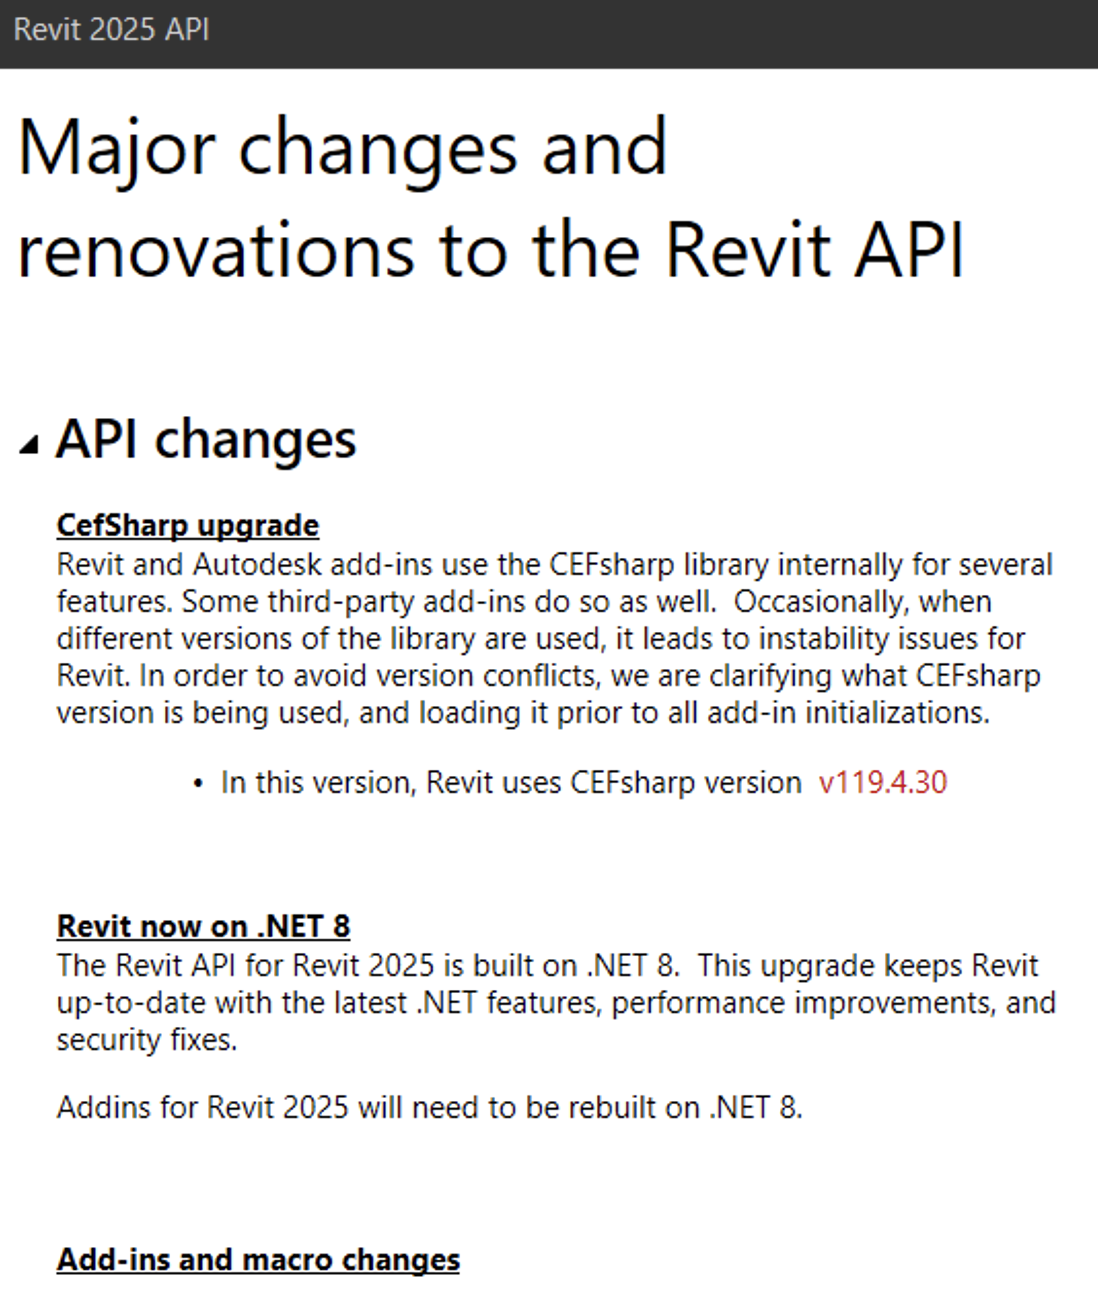 Revit 2025 API
Major changes and
renovations to the Revit API
API changes
CefSharp upgrade
Revit and Autodesk add-ins use the CEFsharp library internally for several
features. Some third-party add-ins do so as well.  Occasionally, when
different versions of the library are used, it leads to instability issues for
Revit. In order to avoid version conflicts, we are clarifying what CEFsharp
version is being used, and loading it prior to all add-in initializations.
• In this version, Revit uses CEFsharp version  v119.4.30
Revit now on .NET 8
The Revit API for Revit 2025 is built on .NET 8.  This upgrade keeps Revit
up-to-date with the latest .NET features, performance improvements, and
security fixes.
Addins for Revit 2025 will need to be rebuilt on .NET 8.
Add-ins and macro changes